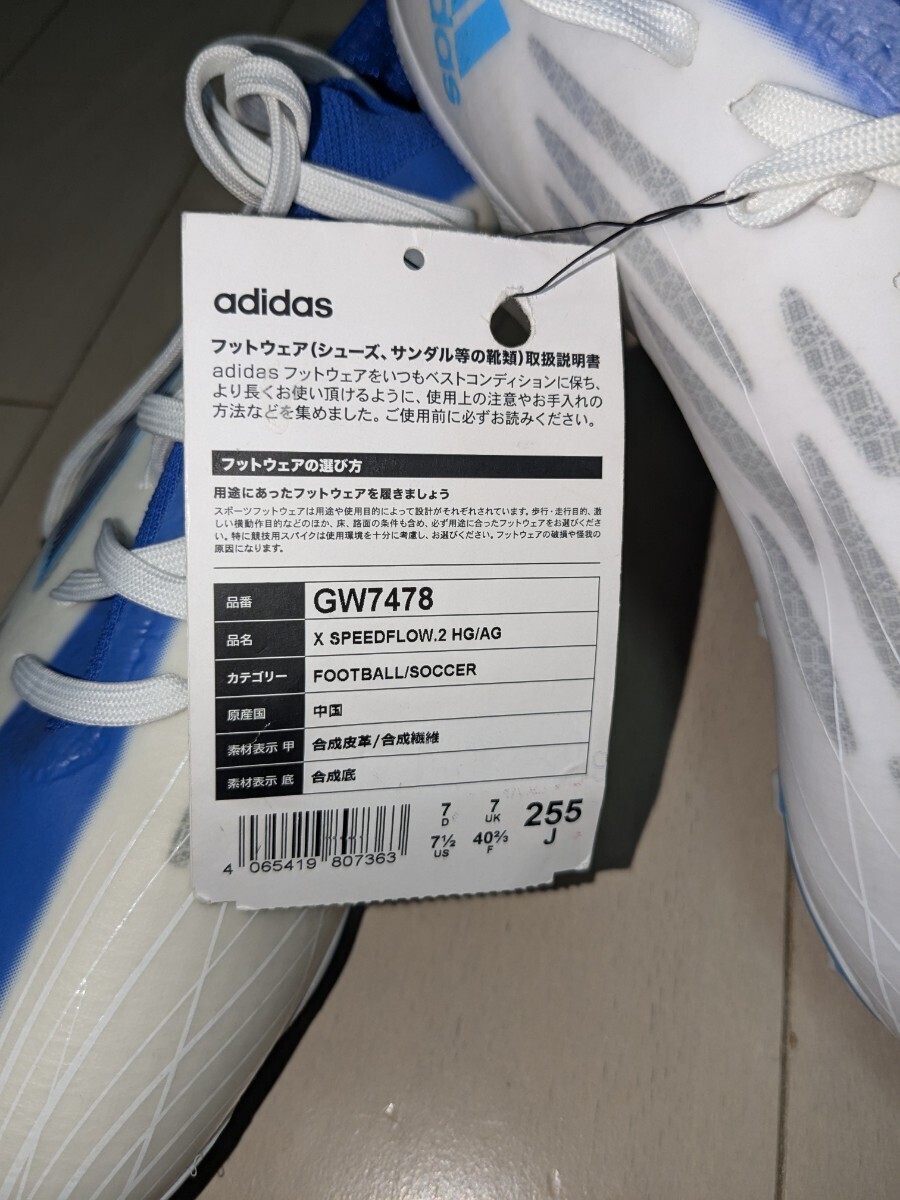 adidas
adidas
フットウェア(シューズ、サンダル等の靴類)取扱説明書
adidas フットウェアをいつもベストコンディションに保ち、
より長くお使い頂けるように、使用上の注意やお手入れの
方法などを集めました。ご使用前に必ずお読みください。
フットウェアの選び方
用途にあったフットウェアを履きましょう
スポーツフットウェアは用途や使用目的によって設計がそれぞれされています。歩行・走行目的、激
しい横動作目的などのほか、床、路面の条件も含め、必ず用途に合ったフットウェアをお選びくださ
い。特に競技用スパイクは使用環境を十分に考慮し、お選びください。フットウェアの破損や怪我の
原因になります。
品番 GW7478
品名 X SPEEDFLOW.2 HG/AG
カテゴリー FOOTBALL/SOCCER
原産国 中国
素材表示 甲 合成皮革/合成繊維
素材表示 底 合成底
7 7 255
D UK J
7½ 40⅔
US F
4 065419 807363